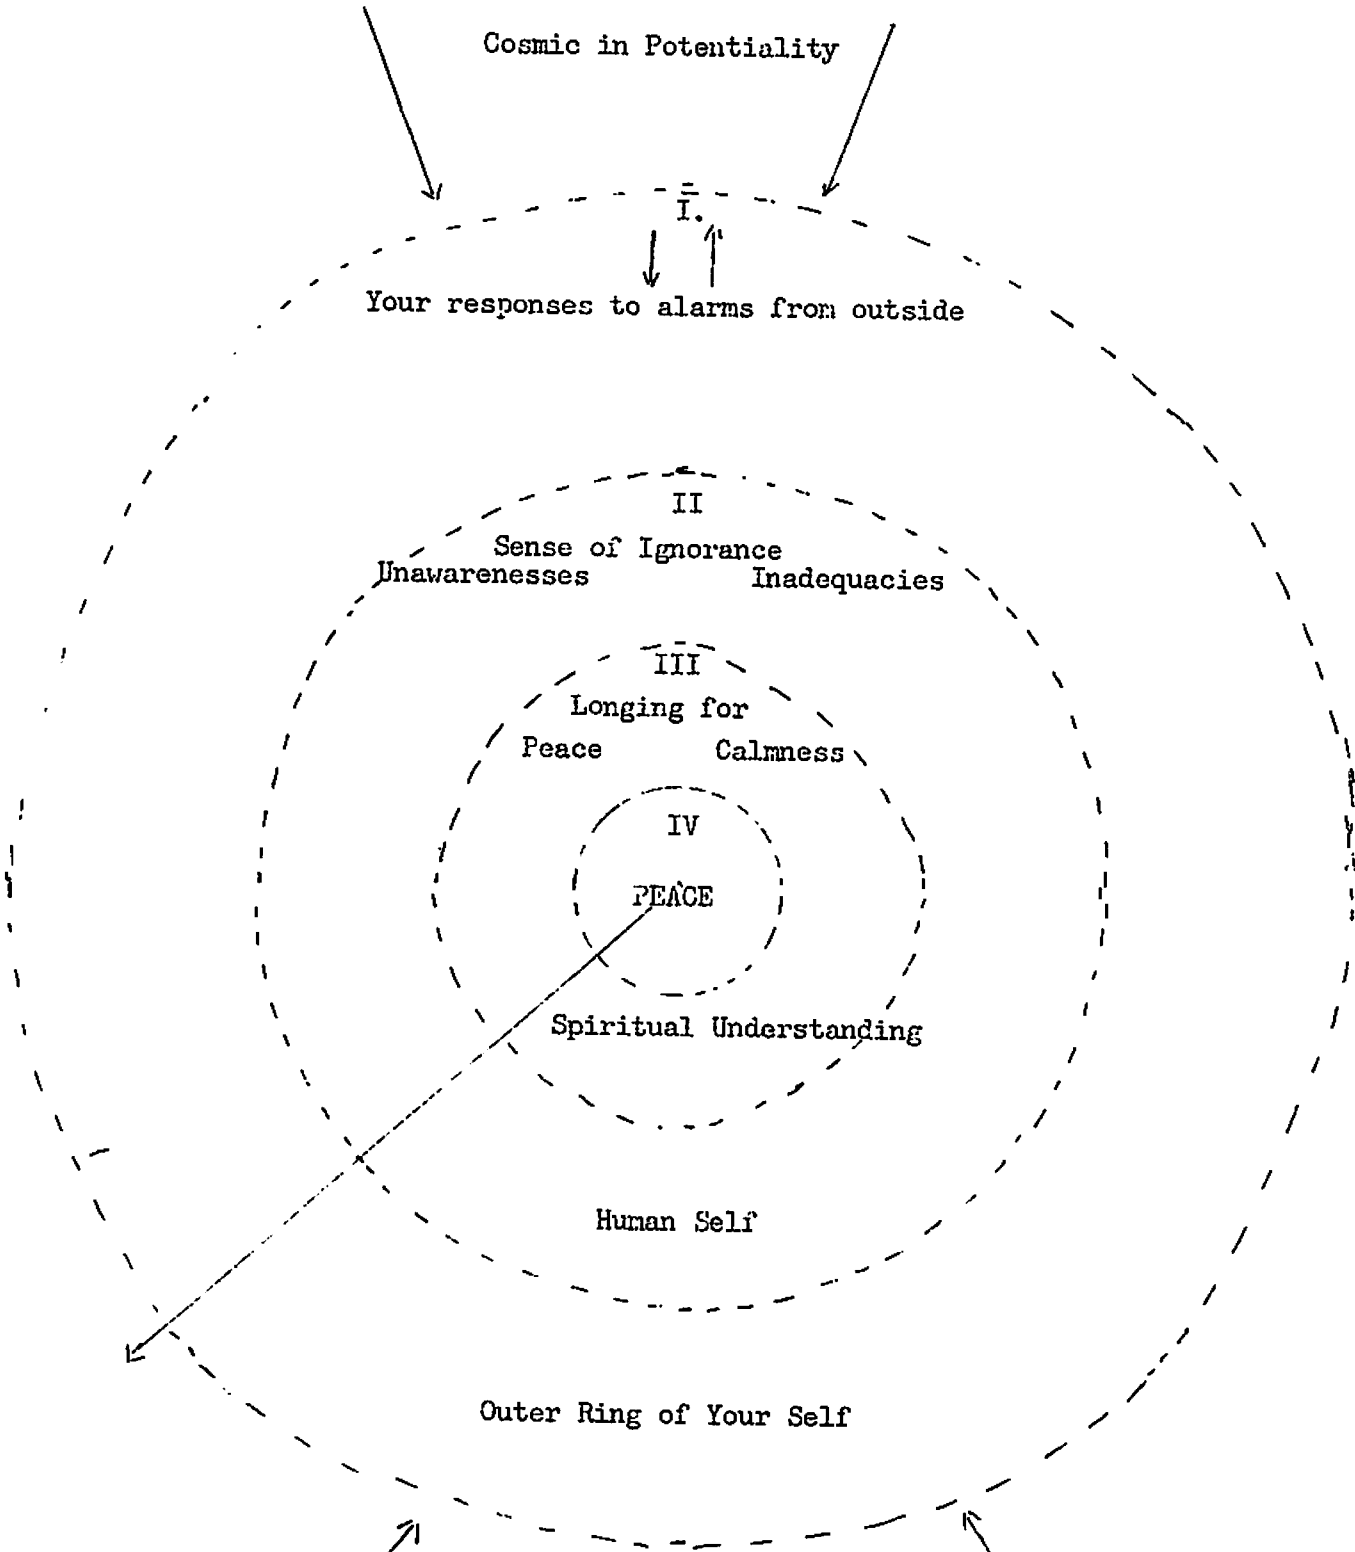 Cosmic in Potentiality
I.
Your responses to alarms from outside
II
Sense of Ignorance
Unawarenesses Inadequacies
III
Longing for
Peace Calmness
IV
PEACE
Spiritual Understanding
Human Self
Outer Ring of Your Self